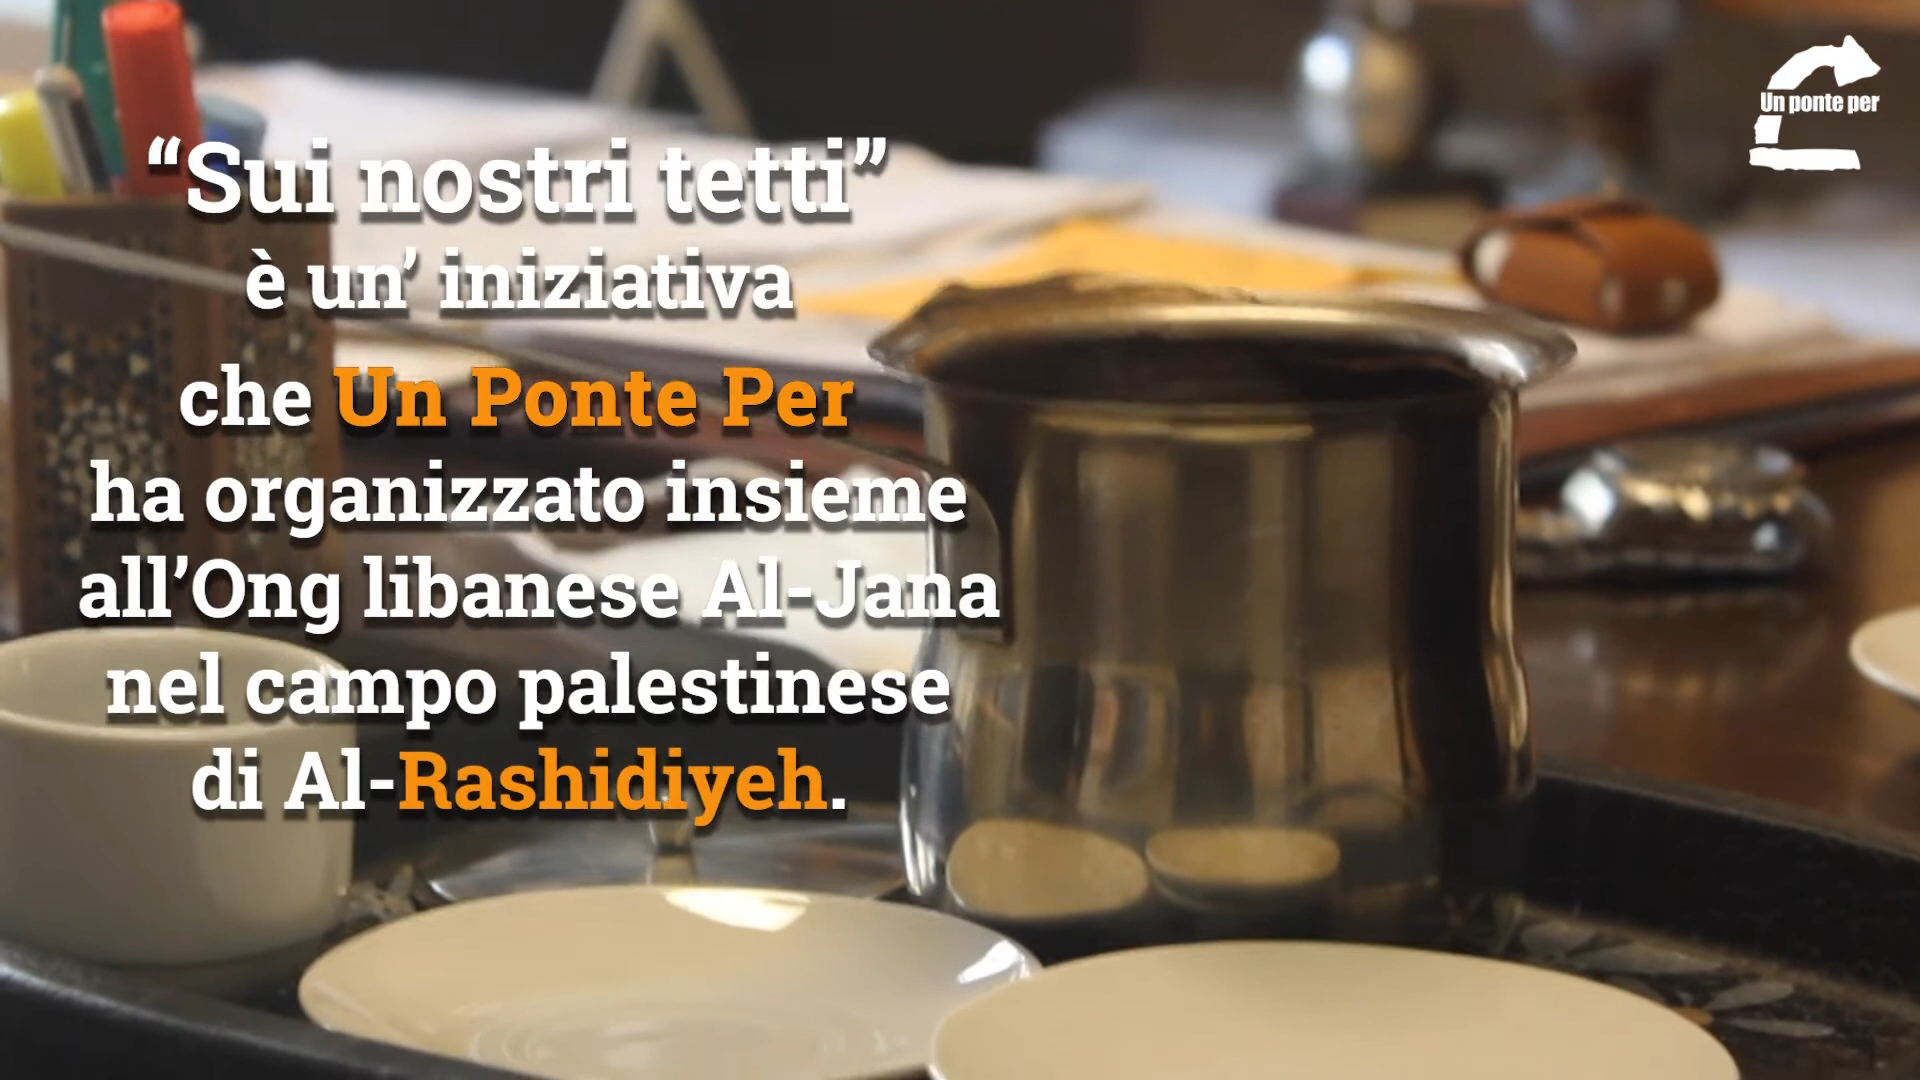 “Sui nostri tetti”
è un’ iniziativa
che Un Ponte Per
ha organizzato insieme
all’Ong libanese Al-Jana
nel campo palestinese
di Al-Rashidiyeh.
Un ponte per